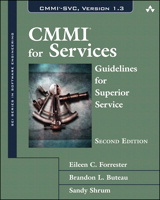 CMMI-SVC, VERSION 1.3
SEI SERIES IN SOFTWARE ENGINEERING
CMMI®
for Services
Guidelines for
Superior
Service
SECOND EDITION
Eileen C. Forrester
Brandon L. Buteau
Sandy Shrum